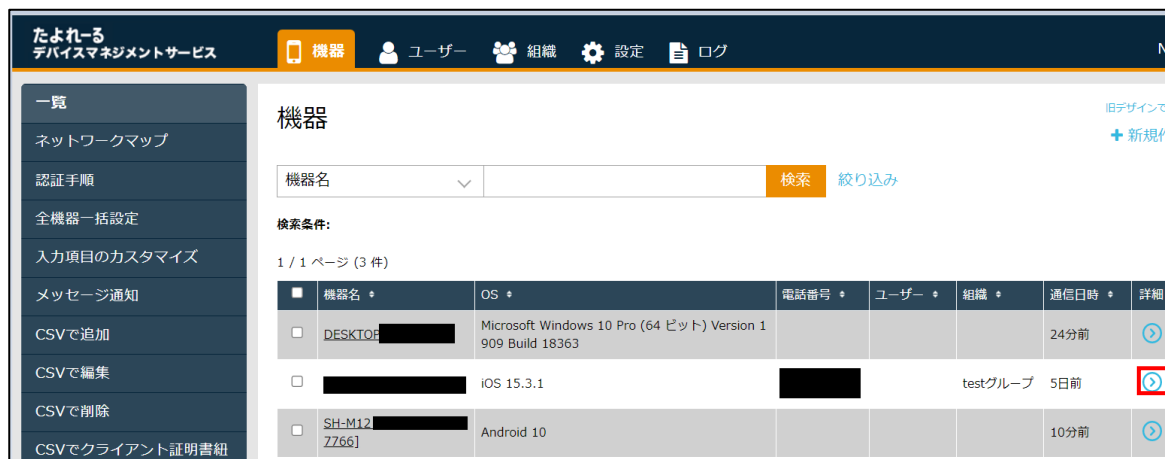 たよれーる
デバイスマネジメントサービス
機器
ユーザー
組織
設定
ログ
N
一覧
ネットワークマップ
認証手順
全機器一括設定
入力項目のカスタマイズ
メッセージ通知
CSVで追加
CSVで編集
CSVで削除
CSVでクライアント証明書紐
機器
旧デザインで
+ 新規作
機器名
検索
絞り込み
検索条件:
1 / 1 ページ (3 件)
機器名 OS 電話番号 ユーザー 組織 通信日時 詳細
DESKTOP Microsoft Windows 10 Pro (64 ビット) Version 1
909 Build 18363
24分前
iOS 15.3.1 testグループ 5日前
SH-M12
7766]
Android 10 10分前